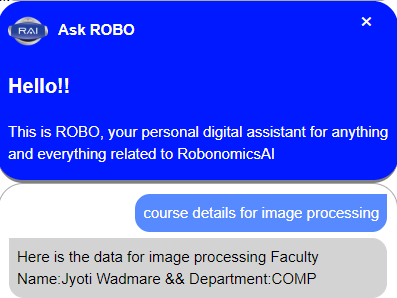 RAI
Ask ROBO
×
Hello!!
This is ROBO, your personal digital assistant for anything
and everything related to RobonomicsAI
course details for image processing
Here is the data for image processing Faculty
Name:Jyoti Wadmare && Department:COMP